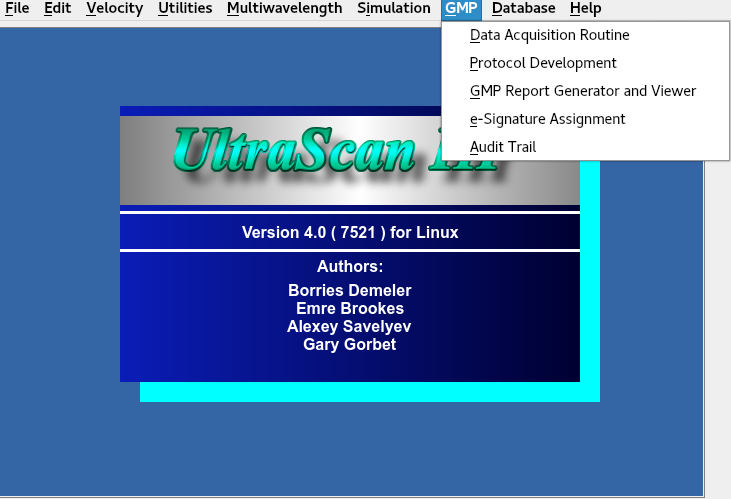 File Edit Velocity Utilities Multiwavelength Simulation GMP Database Help
Data Acquisition Routine
Protocol Development
GMP Report Generator and Viewer
e-Signature Assignment
Audit Trail
UltraScan III
Version 4.0 ( 7521 ) for Linux
Authors:
Borries Demeler
Emre Brookes
Alexey Savelyev
Gary Gorbet